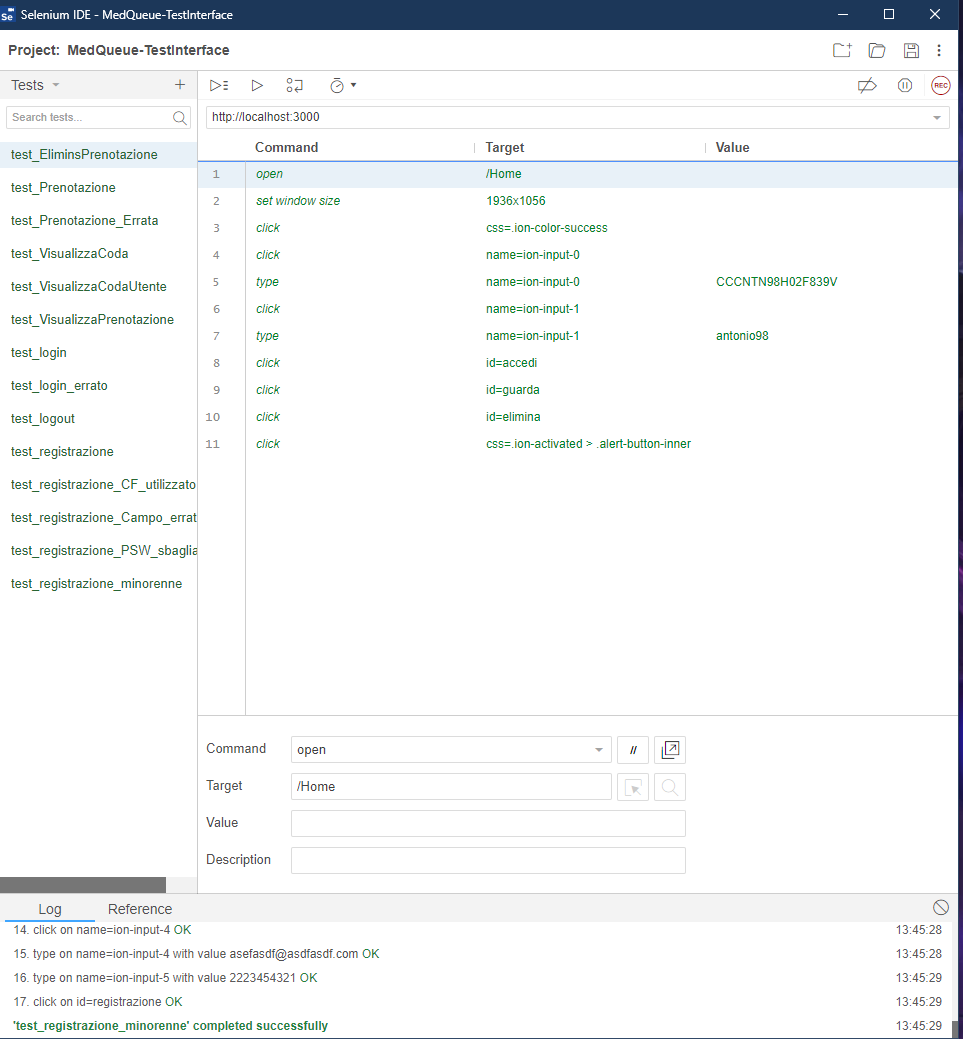 Se Selenium IDE - MedQueue-TestInterface
Project: MedQueue-TestInterface
Tests
Search tests...
test_EliminsPrenotazione
test_Prenotazione
test_Prenotazione_Errata
test_VisualizzaCoda
test_VisualizzaCodaUtente
test_VisualizzaPrenotazione
test_login
test_login_errato
test_logout
test_registrazione
test_registrazione_CF_utilizzato
test_registrazione_Campo_errat
test_registrazione_PSW_sbaglia
test_registrazione_minorenne
REC
http://localhost:3000
Command Target Value
1 open /Home
2 set window size 1936x1056
3 click css=.ion-color-success
4 click name=ion-input-0
5 type name=ion-input-0 CCCNTN98H02F839V
6 click name=ion-input-1
7 type name=ion-input-1 antonio98
8 click id=accedi
9 click id=guarda
10 click id=elimina
11 click css=.ion-activated > .alert-button-inner
Command open //
Target /Home
Value
Description
Log Reference
14. click on name=ion-input-4 OK 13:45:28
15. type on name=ion-input-4 with value asefasdf@asdfasdf.com OK 13:45:28
16. type on name=ion-input-5 with value 2223454321 OK 13:45:29
17. click on id=registrazione OK 13:45:29
'test_registrazione_minorenne' completed successfully 13:45:29